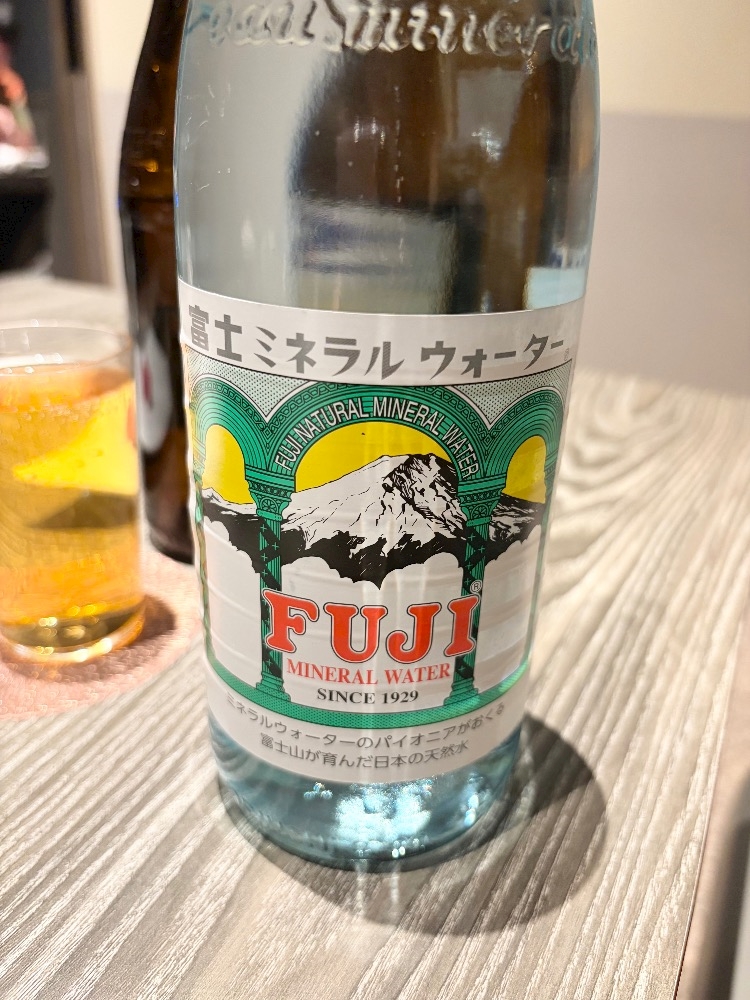 mineral
富士ミネラルウォーター®
FUJI NATURAL MINERAL WATER
FUJI®
MINERAL WATER
SINCE 1929
ミネラルウォーターのパイオニアがおくる
富士山が育んだ日本の天然水